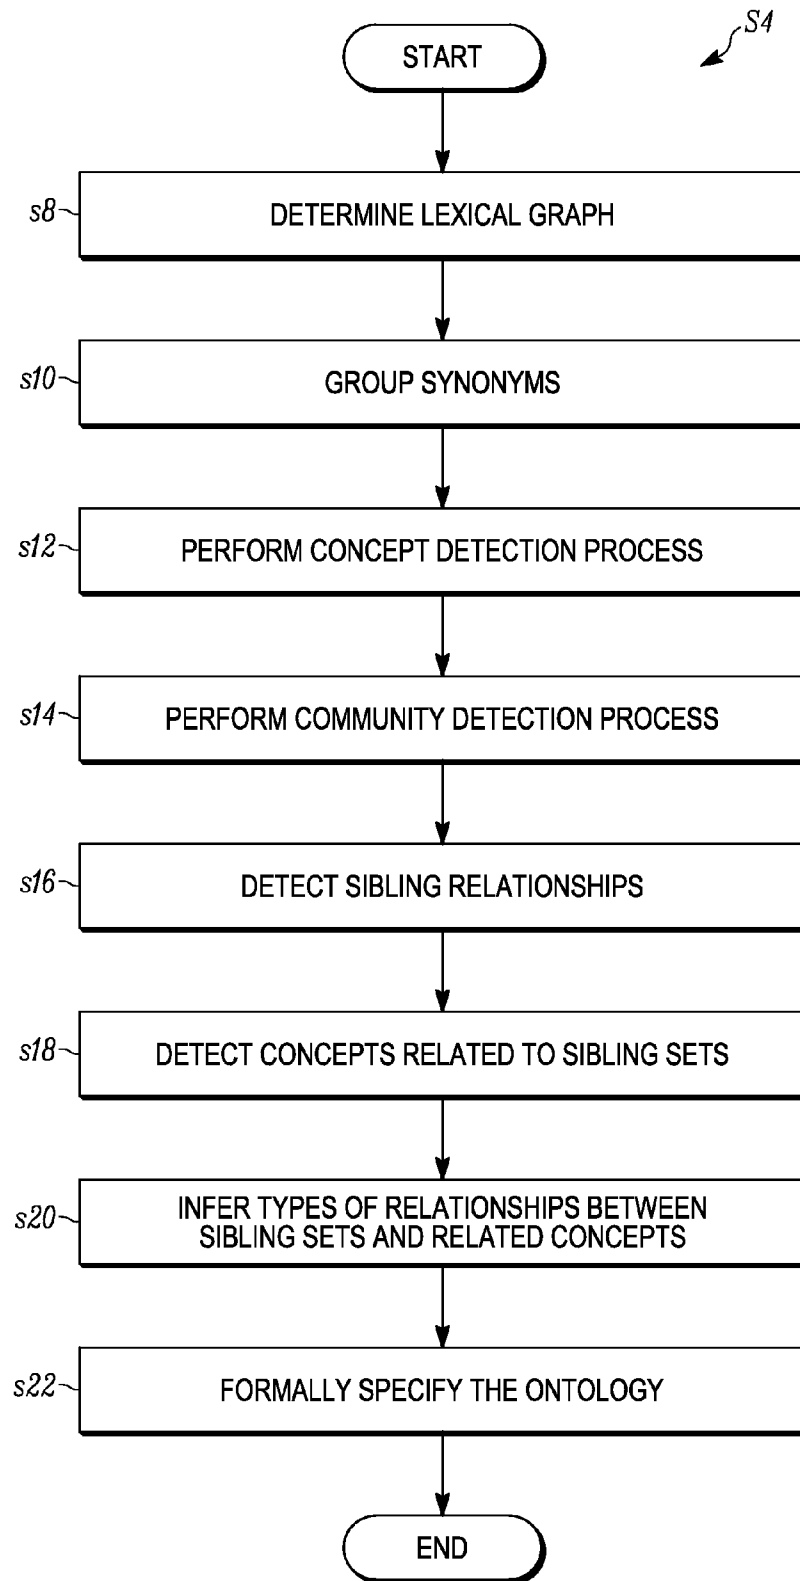 S4
START
s8
DETERMINE LEXICAL GRAPH
s10
GROUP SYNONYMS
s12
PERFORM CONCEPT DETECTION PROCESS
s14
PERFORM COMMUNITY DETECTION PROCESS
s16
DETECT SIBLING RELATIONSHIPS
s18
DETECT CONCEPTS RELATED TO SIBLING SETS
s20
INFER TYPES OF RELATIONSHIPS BETWEEN
SIBLING SETS AND RELATED CONCEPTS
s22
FORMALLY SPECIFY THE ONTOLOGY
END